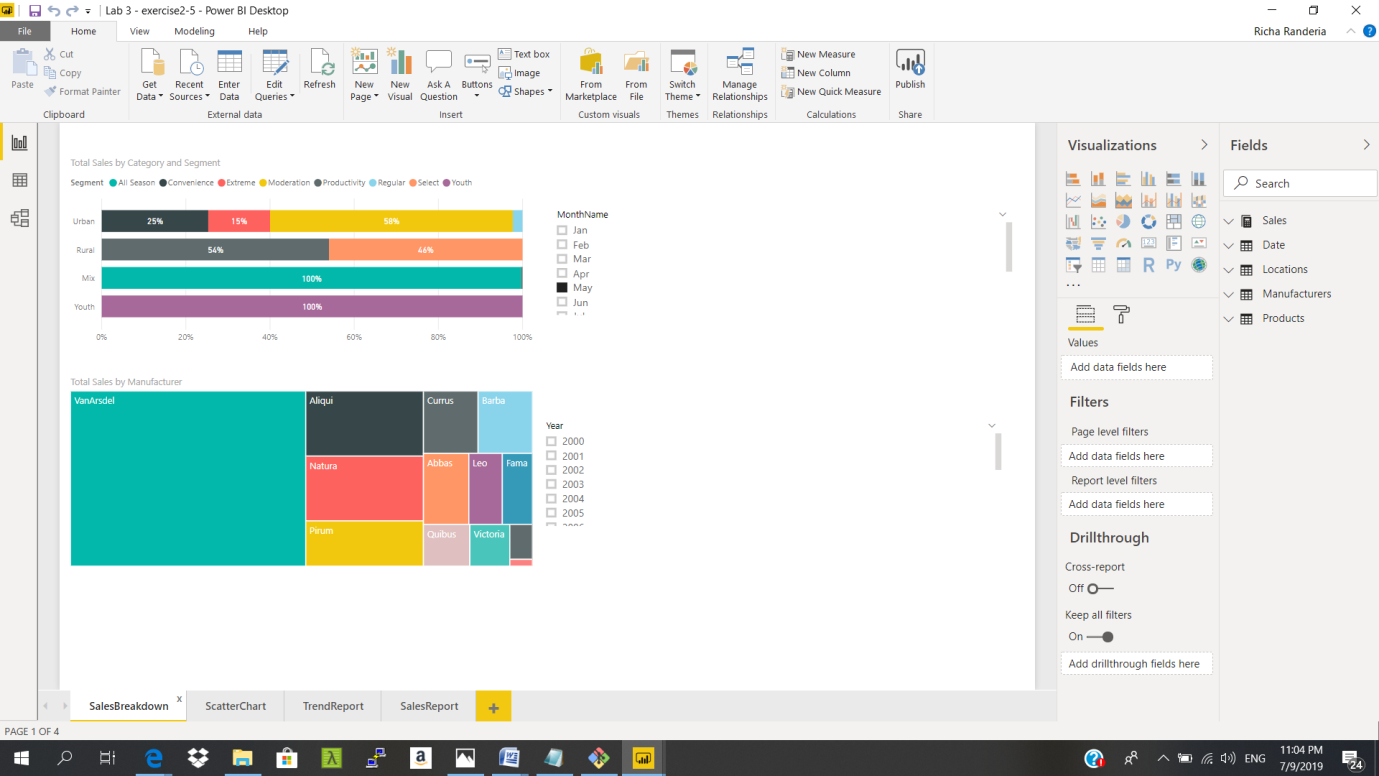 Lab 3 - exercise2-5 - Power BI Desktop
File Home View Modeling Help Richa Randeria ?
Paste
Cut
Copy
Format Painter
Clipboard
Get Data
Recent Sources
Enter Data
Edit Queries
Refresh
External data
New Page
New Visual
Ask A Question
Buttons
Text box
Image
Shapes
Insert
From Marketplace
From File
Custom visuals
Switch Theme
Themes
Manage Relationships
Relationships
New Measure
New Column
New Quick Measure
Calculations
Publish
Share
Total Sales by Category and Segment
Segment All Season Convenience Extreme Moderation Productivity Regular Select Youth
Urban 25% 15% 58%
Rural 54% 46%
Mix 100%
Youth 100%
0% 20% 40% 60% 80% 100%
MonthName
Jan
Feb
Mar
Apr
May
Jun
Total Sales by Manufacturer
VanArsdel
Aliqui
Natura
Pirum
Currus
Barba
Abbas
Leo
Fama
Quibus
Victoria
Year
2000
2001
2002
2003
2004
2005
Visualizations
R Py
...
Values
Add data fields here
Filters
Page level filters
Add data fields here
Report level filters
Add data fields here
Drillthrough
Cross-report
Off
Keep all filters
On
Add drillthrough fields here
Fields
Search
Sales
Date
Locations
Manufacturers
Products
x
SalesBreakdown ScatterChart TrendReport SalesReport +
PAGE 1 OF 4
ENG
11:04 PM
7/9/2019
24